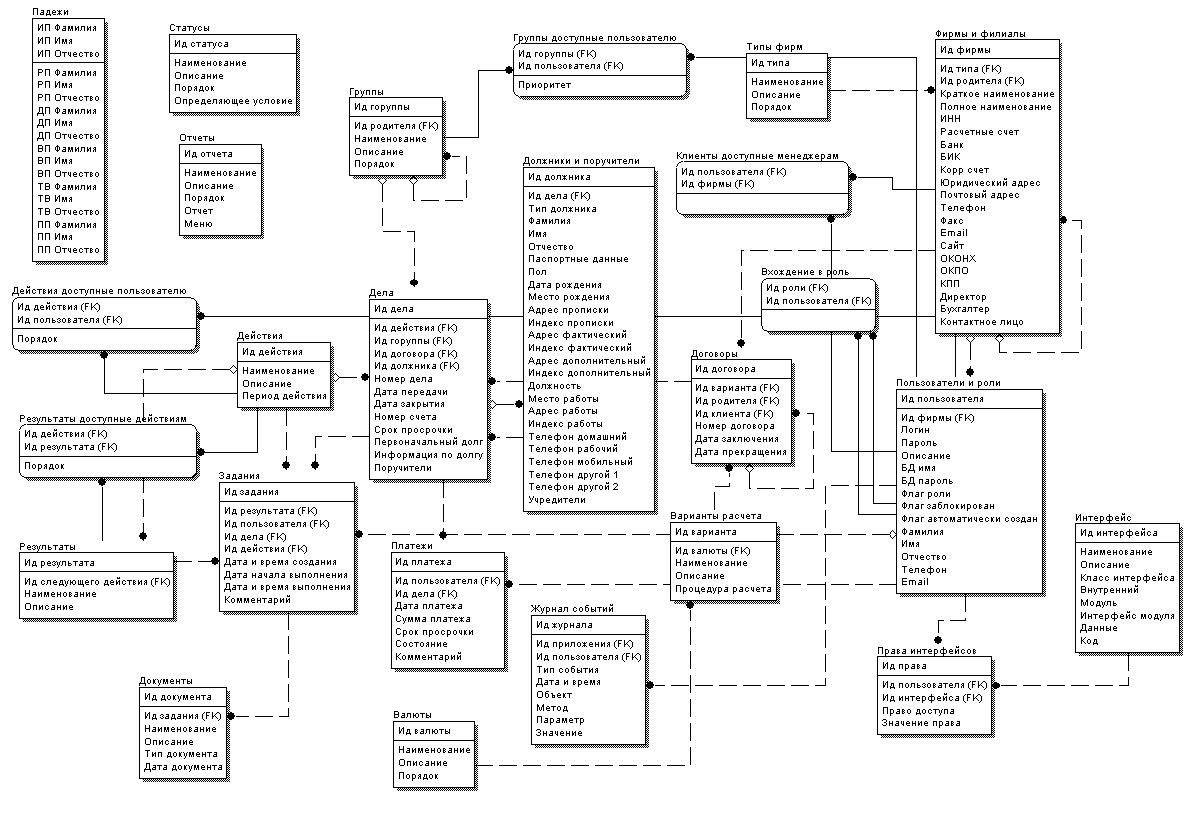 Падежи
ИП Фамилия
ИП Имя
ИП Отчество
РП Фамилия
РП Имя
РП Отчество
ДП Фамилия
ДП Имя
ДП Отчество
ВП Фамилия
ВП Имя
ВП Отчество
ТВ Фамилия
ТВ Имя
ТВ Отчество
ПП Фамилия
ПП Имя
ПП Отчество
Статусы
Ид статуса
Наименование
Описание
Порядок
Определяющее условие
Отчеты
Ид отчета
Наименование
Описание
Порядок
Отчет
Меню
Группы
Ид горуппы
Ид родителя (FK)
Наименование
Описание
Порядок
Группы доступные пользователю
Ид горуппы (FK)
Ид пользователя (FK)
Приоритет
Типы фирм
Ид типа
Наименование
Описание
Порядок
Фирмы и филиалы
Ид фирмы
Ид типа (FK)
Ид родителя (FK)
Краткое наименование
Полное наименование
ИНН
Расчетные счет
Банк
БИК
Корр счет
Юридический адрес
Почтовый адрес
Телефон
Факс
Email
Сайт
ОКОНХ
ОКПО
КПП
Директор
Бухгалтер
Контактное лицо
Должники и поручители
Ид должника
Ид дела (FK)
Тип должника
Фамилия
Имя
Отчество
Паспортные данные
Пол
Дата рождения
Место рождения
Адрес прописки
Индекс прописки
Адрес фактический
Индекс фактический
Адрес дополнительный
Индекс дополнительный
Должность
Место работы
Адрес работы
Индекс работы
Телефон домашний
Телефон рабочий
Телефон мобильный
Телефон другой 1
Телефон другой 2
Учредители
Клиенты доступные менеджерам
Ид пользователя (FK)
Ид фирмы (FK)
Вхождение в роль
Ид роли (FK)
Ид пользователя (FK)
Действия доступные пользователю
Ид действия (FK)
Ид пользователя (FK)
Порядок
Действия
Ид действия
Наименование
Описание
Период действия
Дела
Ид дела
Ид действия (FK)
Ид горуппы (FK)
Ид договора (FK)
Ид должника (FK)
Номер дела
Дата передачи
Дата закрытия
Номер счета
Срок просрочки
Первоначальный долг
Информация по долгу
Поручители
Договоры
Ид договора
Ид варианта (FK)
Ид родителя (FK)
Ид клиента (FK)
Номер договора
Дата заключения
Дата прекращения
Пользователи и роли
Ид пользователя
Ид фирмы (FK)
Логин
Пароль
Описание
БД имя
БД пароль
Флаг роли
Флаг заблокирован
Флаг автоматически создан
Фамилия
Имя
Отчество
Телефон
Email
Результаты доступные действиям
Ид действия (FK)
Ид результата (FK)
Порядок
Задания
Ид задания
Ид результата (FK)
Ид пользователя (FK)
Ид дела (FK)
Ид действия (FK)
Дата и время создания
Дата начала выполнения
Дата и время выполнения
Комментарий
Результаты
Ид результата
Ид следующего действия (FK)
Наименование
Описание
Платежи
Ид платежа
Ид пользователя (FK)
Ид дела (FK)
Дата платежа
Сумма платежа
Срок просрочки
Состояние
Комментарий
Варианты расчета
Ид варианта
Ид валюты (FK)
Наименование
Описание
Процедура расчета
Интерфейс
Ид интерфейса
Наименование
Описание
Класс интерфейса
Внутренний
Модуль
Интерфейс модуля
Данные
Код
Журнал событий
Ид журнала
Ид приложения (FK)
Ид пользователя (FK)
Тип события
Дата и время
Объект
Метод
Параметр
Значение
Права интерфейсов
Ид права
Ид пользователя (FK)
Ид интерфейса (FK)
Право доступа
Значение права
Документы
Ид документа
Ид задания (FK)
Наименование
Описание
Тип документа
Дата документа
Валюты
Ид валюты
Наименование
Описание
Порядок